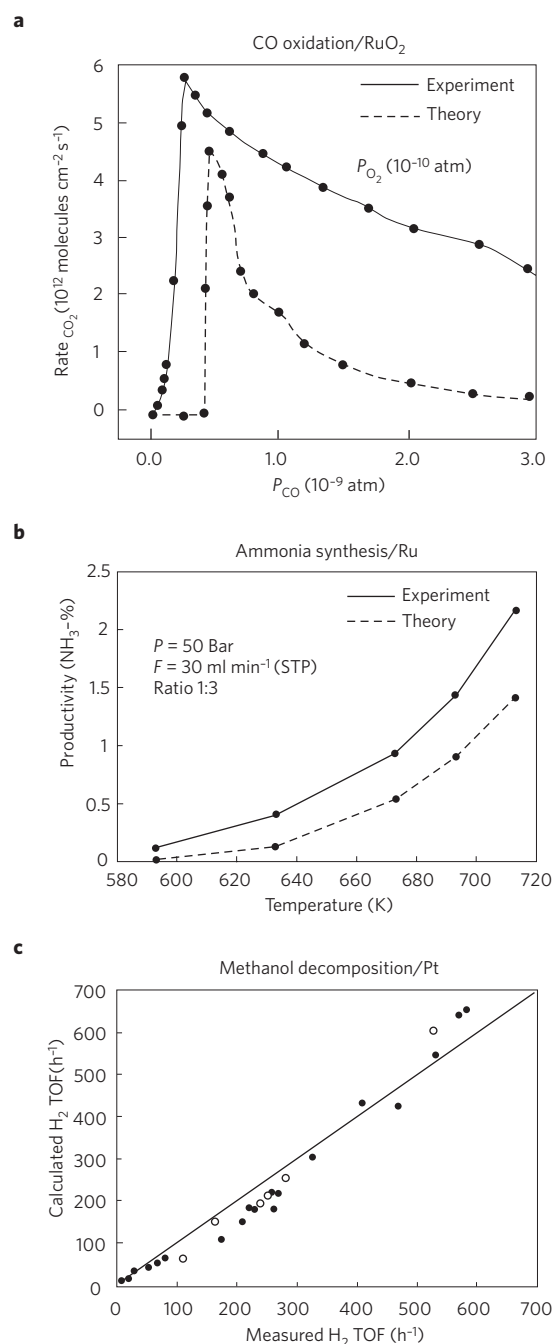 a
CO oxidation/RuO2
6
5
4
3
2
1
0
Rate CO2 (10^12 molecules cm^−2 s^−1)
Experiment
Theory
PO2 (10^−10 atm)
0.0 1.0 2.0 3.0
PCO (10^−9 atm)
b
Ammonia synthesis/Ru
2.5
2
1.5
1
0.5
0
Productivity (NH3-%)
Experiment
Theory
P = 50 Bar
F = 30 ml min^−1 (STP)
Ratio 1:3
580 600 620 640 660 680 700 720
Temperature (K)
c
Methanol decomposition/Pt
700
600
500
400
300
200
100
0
Calculated H2 TOF(h^−1)
0 100 200 300 400 500 600 700
Measured H2 TOF (h^−1)